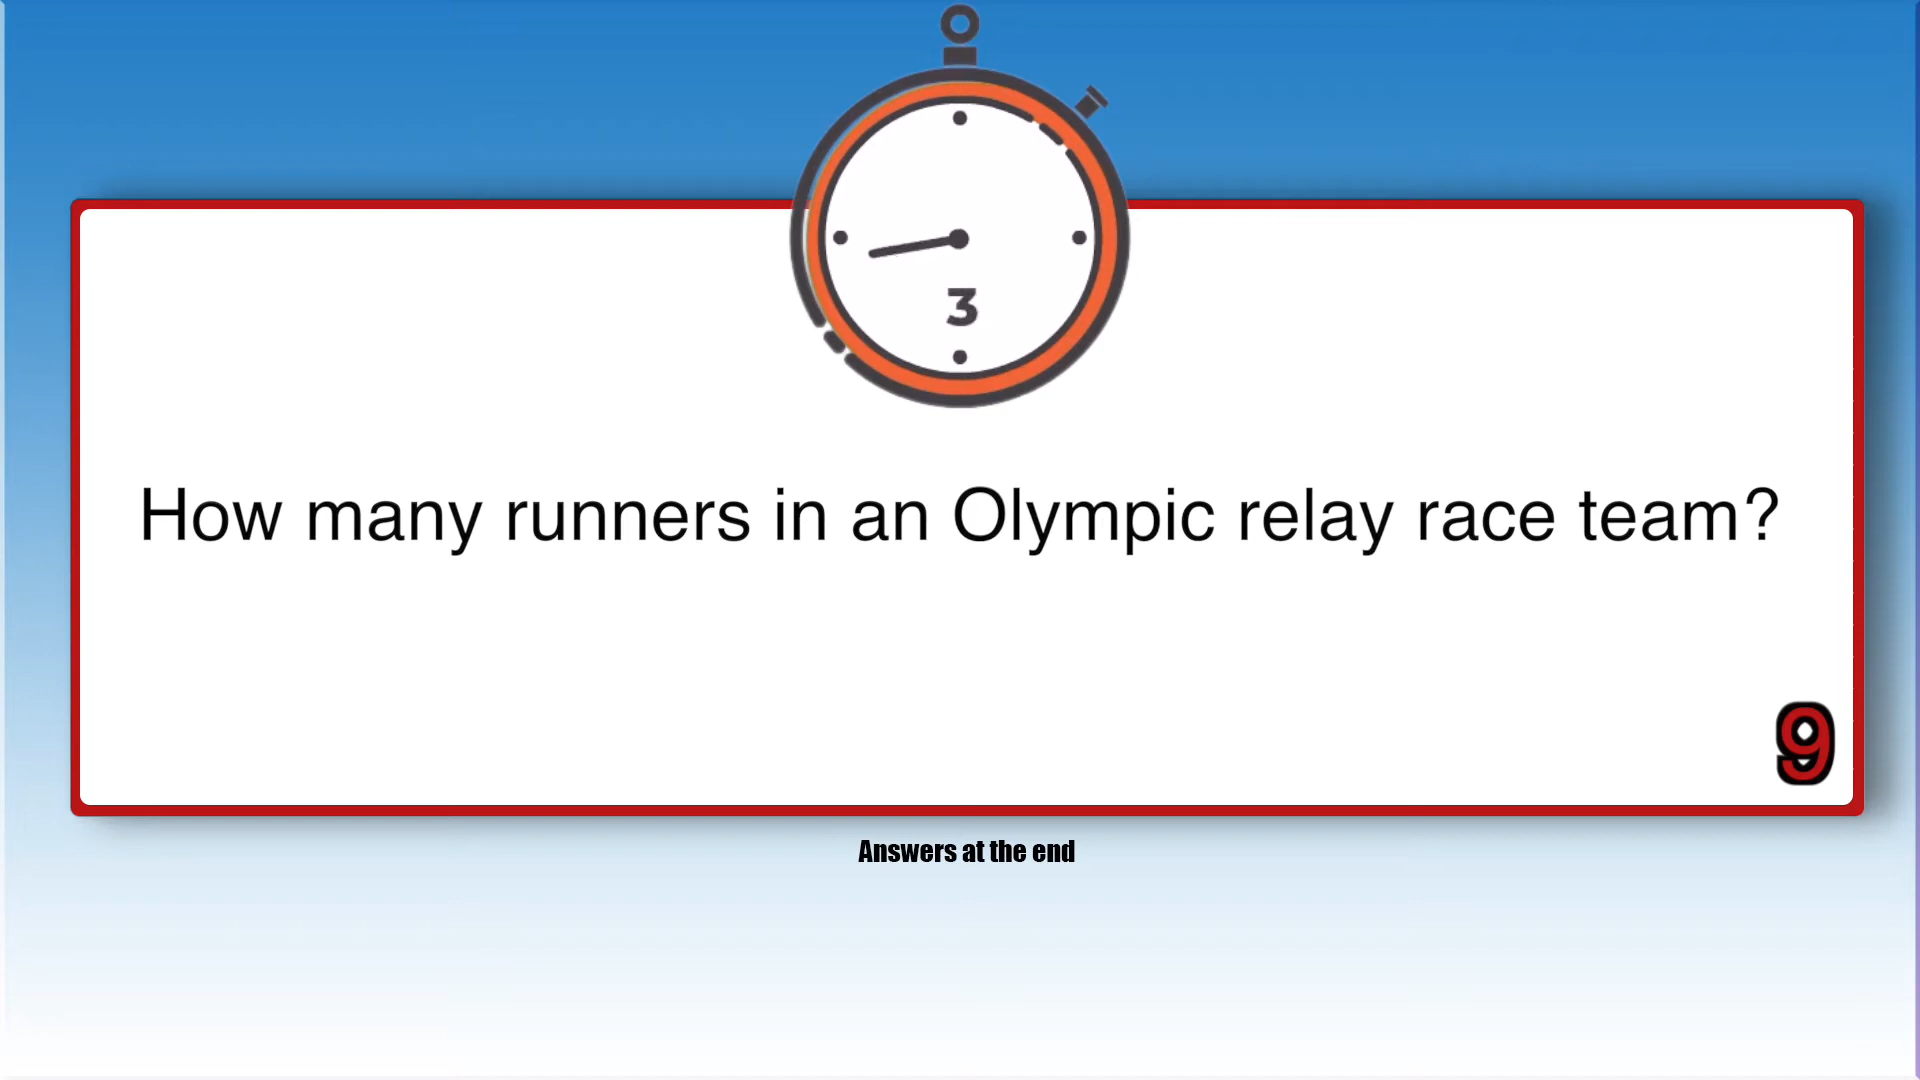 3
How many runners in an Olympic relay race team?
9
Answers at the end